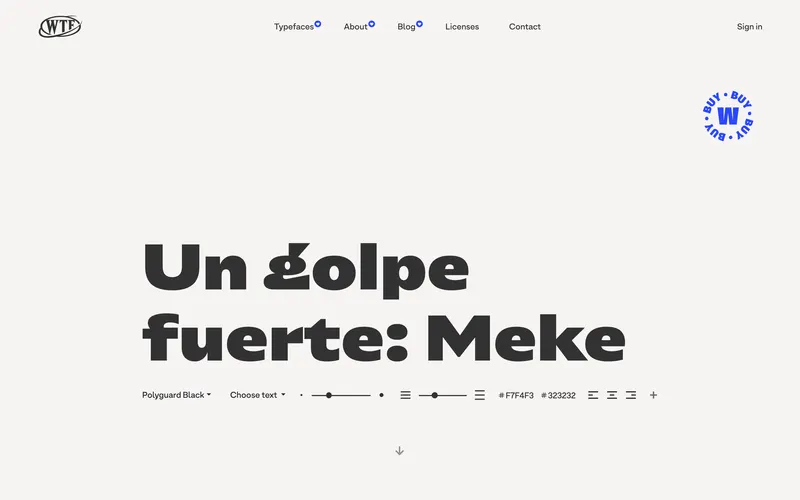 WTF
Typefaces
About
Blog
Licenses
Contact
Sign in
BUY • BUY • BUY • BUY •
W
Un golpe
fuerte: Meke
Polyguard Black
Choose text
# F7F4F3
# 323232